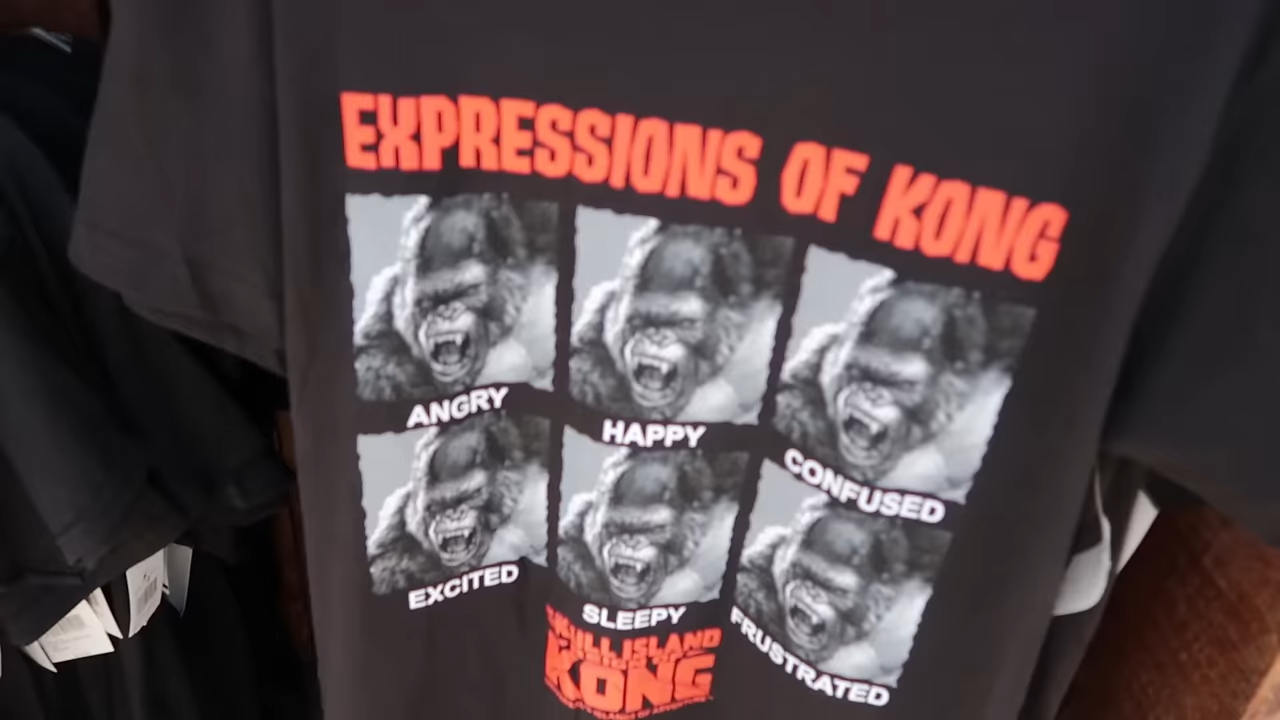 EXPRESSIONS OF KONG
ANGRY
HAPPY
CONFUSED
EXCITED
SLEEPY
FRUSTRATED
SKULL ISLAND
KONG